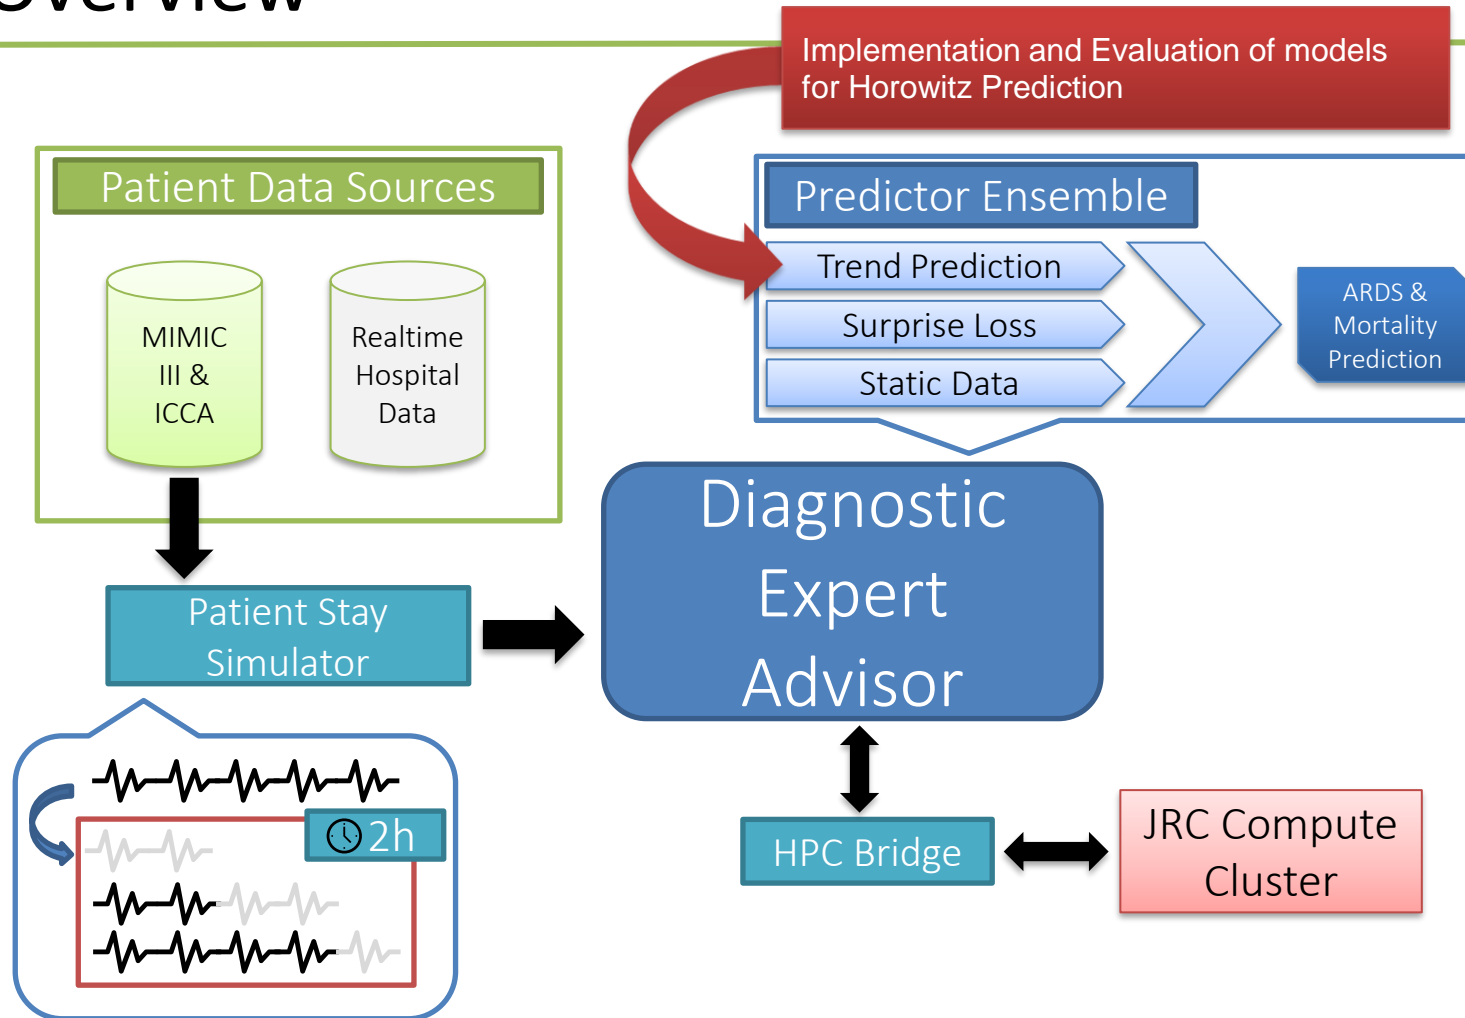 Overview
Implementation and Evaluation of models
for Horowitz Prediction
Patient Data Sources
MIMIC
III &
ICCA
Realtime
Hospital
Data
Predictor Ensemble
Trend Prediction
Surprise Loss
Static Data
ARDS &
Mortality
Prediction
Diagnostic
Expert
Advisor
Patient Stay
Simulator
2h
HPC Bridge
JRC Compute
Cluster